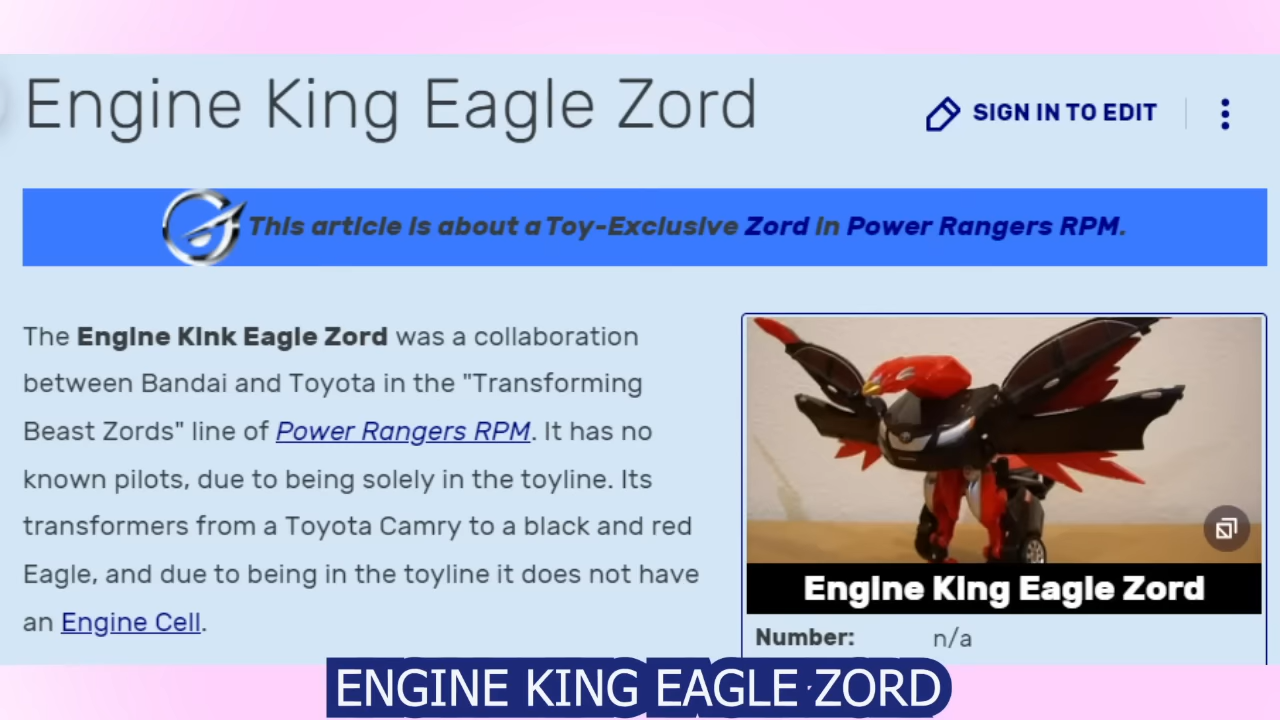 Engine King Eagle Zord
SIGN IN TO EDIT
This article is about a Toy-Exclusive Zord in Power Rangers RPM.
The Engine Kink Eagle Zord was a collaboration
between Bandai and Toyota in the "Transforming
Beast Zords" line of Power Rangers RPM. It has no
known pilots, due to being solely in the toyline. Its
transformers from a Toyota Camry to a black and red
Eagle, and due to being in the toyline it does not have
an Engine Cell.
Engine King Eagle Zord
Number: n/a
ENGINE KING EAGLE ZORD